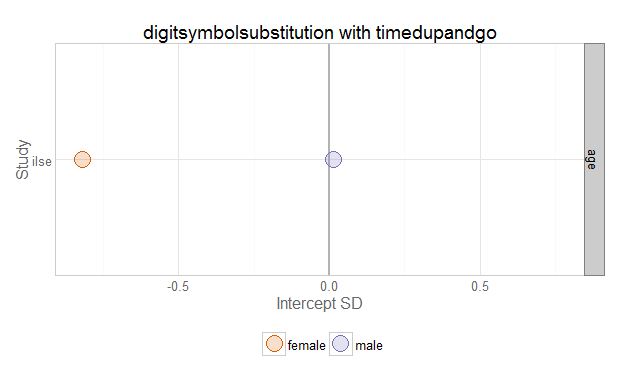 digitsymbolsubstitution with timedupandgo
Study
ilse
age
-0.5 0.0 0.5
Intercept SD
female male